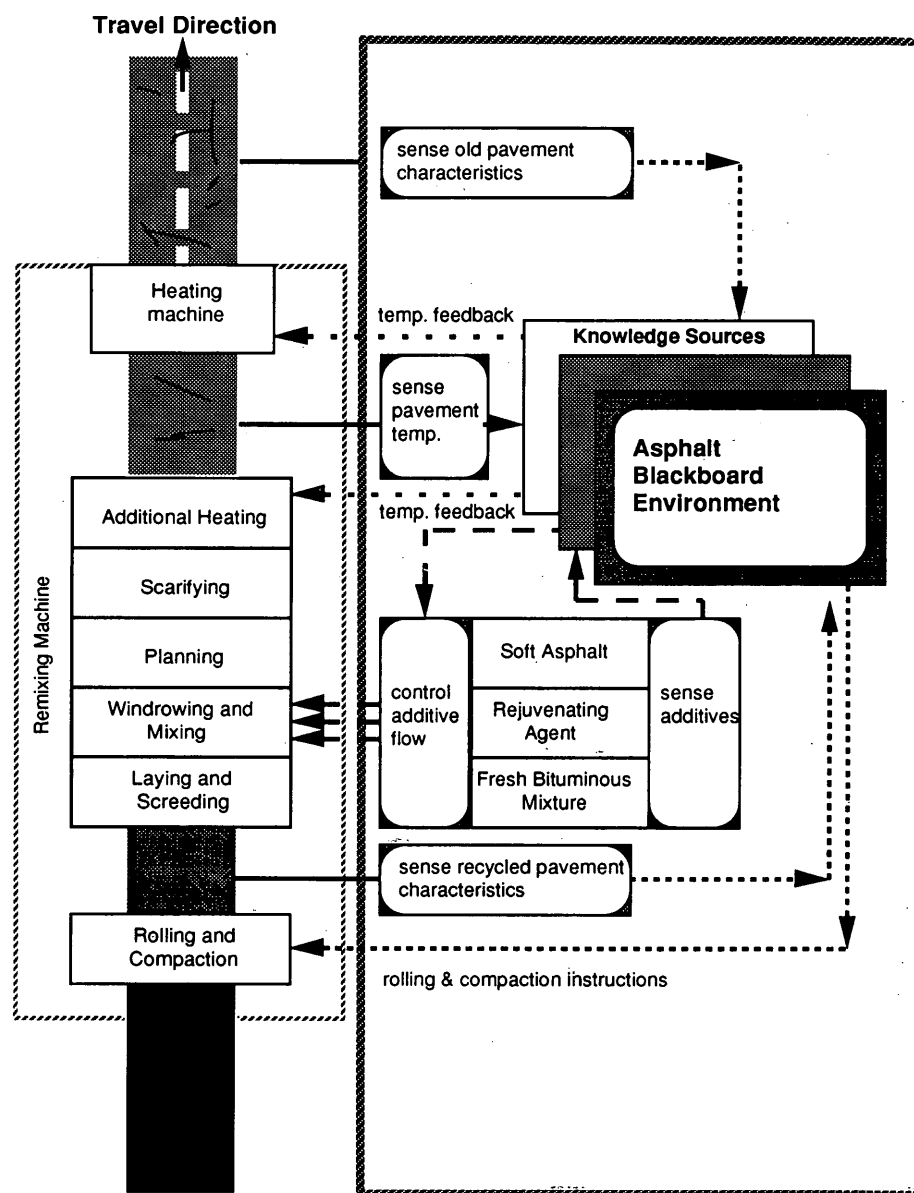 Travel Direction
sense old pavement
characteristics
Heating
machine
temp. feedback
Knowledge Sources
sense
pavement
temp.
Asphalt
Blackboard
Environment
temp. feedback
Additional Heating
Scarifying
Planning
Windrowing and
Mixing
Laying and
Screeding
Remixing Machine
control
additive
flow
Soft Asphalt
Rejuvenating
Agent
Fresh Bituminous
Mixture
sense
additives
sense recycled pavement
characteristics
Rolling and
Compaction
rolling & compaction instructions